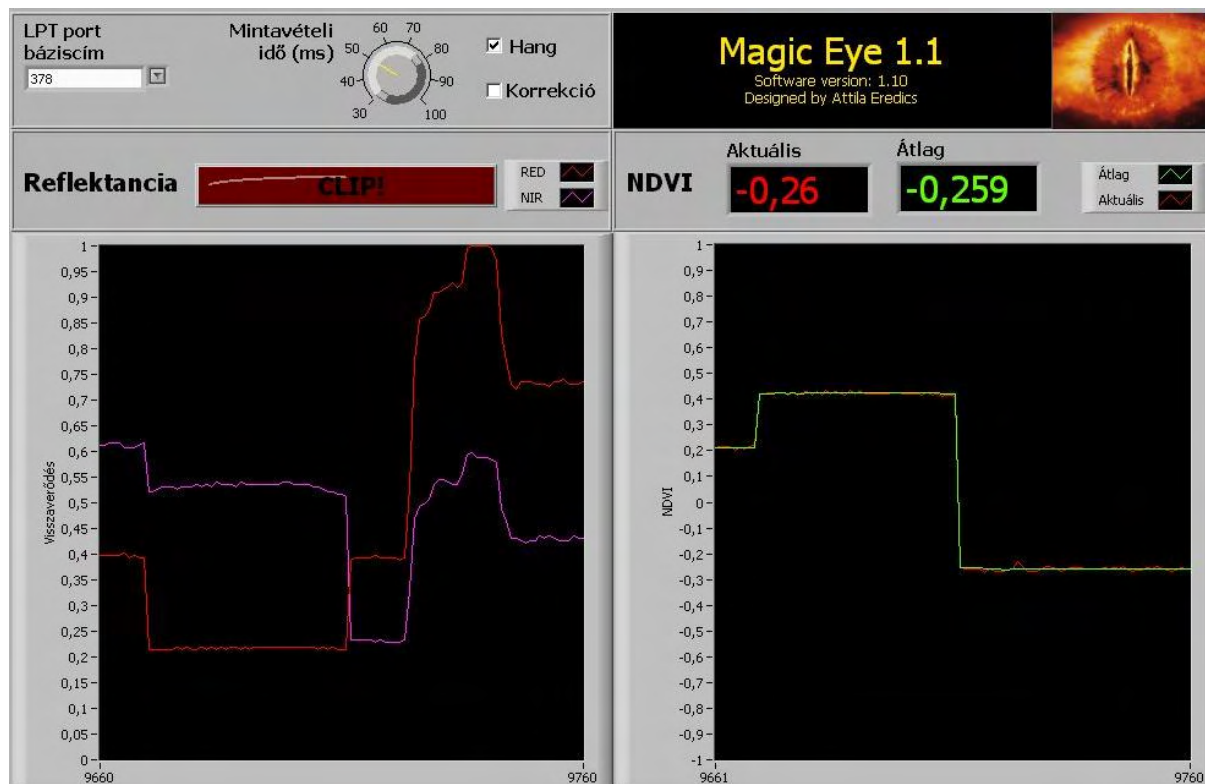 LPT port
báziscím
378
Mintavételi
idő (ms)
30
40
50
60
70
80
90
100
Hang
Korrekció
Magic Eye 1.1
Software version: 1.10
Designed by Attila Eredics
Reflektancia
CLIP!
RED
NIR
NDVI
Aktuális
-0,26
Átlag
-0,259
Átlag
Aktuális
Visszaverődés
1
0,95
0,9
0,85
0,8
0,75
0,7
0,65
0,6
0,55
0,5
0,45
0,4
0,35
0,3
0,25
0,2
0,15
0,1
0,05
0
9660
9760
NDVI
1
0,9
0,8
0,7
0,6
0,5
0,4
0,3
0,2
0,1
0
-0,1
-0,2
-0,3
-0,4
-0,5
-0,6
-0,7
-0,8
-0,9
-1
9661
9760